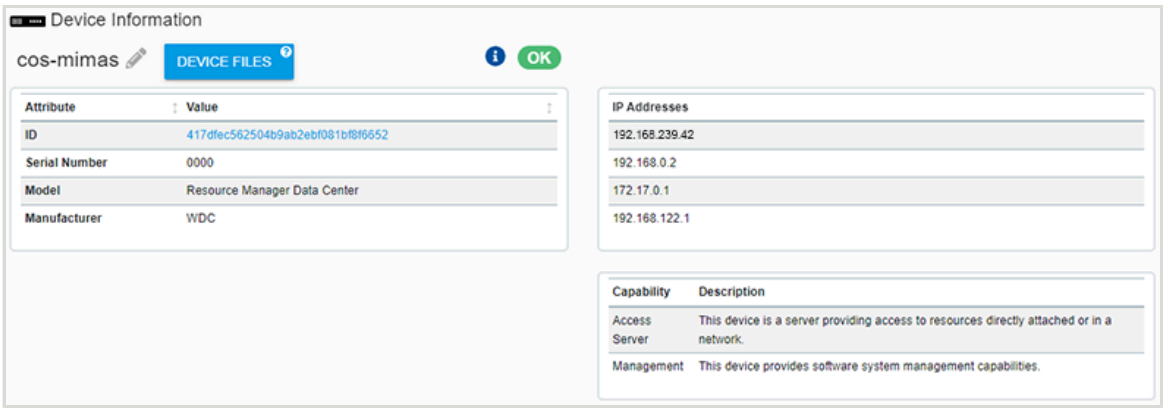 Device Information
cos-mimas DEVICE FILES ? i OK
Attribute Value
ID 417dfec562504b9ab2ebf081bf8f6652
Serial Number 0000
Model Resource Manager Data Center
Manufacturer WDC
IP Addresses
192.168.239.42
192.168.0.2
172.17.0.1
192.168.122.1
Capability Description
Access This device is a server providing access to resources directly attached or in a
Server network.
Management This device provides software system management capabilities.